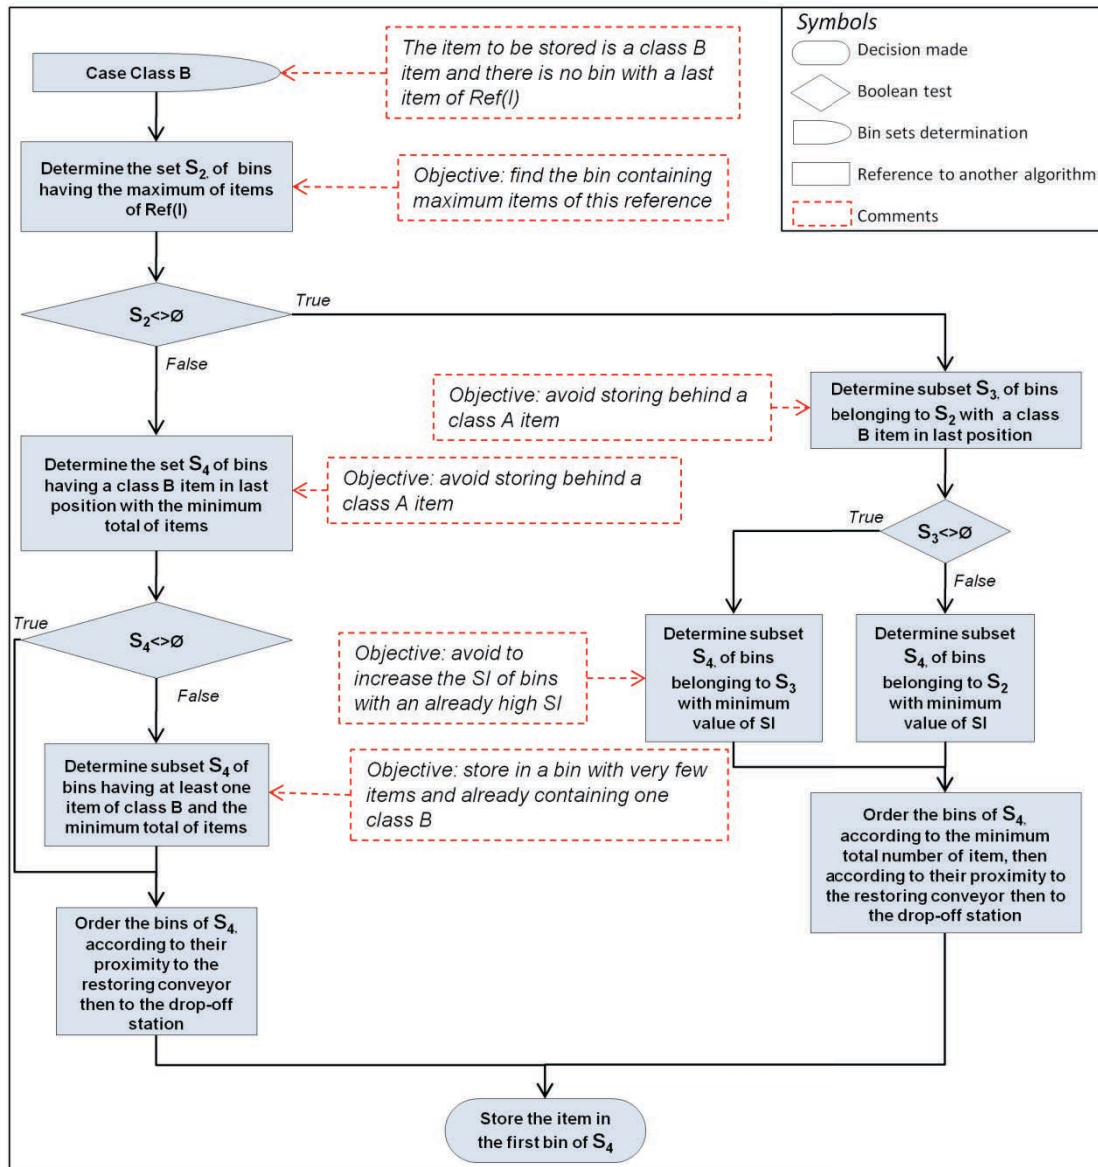 Symbols
Decision made
Boolean test
Bin sets determination
Reference to another algorithm
Comments
Case Class B
The item to be stored is a class B
item and there is no bin with a last
item of Ref(I)
Determine the set S2, of bins
having the maximum of items
of Ref(I)
Objective: find the bin containing
maximum items of this reference
S2<>Ø
True
False
Objective: avoid storing behind a
class A item
Determine subset S3, of bins
belonging to S2 with a class
B item in last position
Determine the set S4 of bins
having a class B item in last
position with the minimum
total of items
Objective: avoid storing behind a
class A item
S3<>Ø
True
False
S4<>Ø
True
False
Objective: avoid to
increase the SI of bins
with an already high SI
Determine subset
S4, of bins
belonging to S3
with minimum
value of SI
Determine subset
S4, of bins
belonging to S2
with minimum
value of SI
Determine subset S4 of
bins having at least one
item of class B and the
minimum total of items
Objective: store in a bin with very few
items and already containing one
class B
Order the bins of S4,
according to the minimum
total number of item, then
according to their proximity to
the restoring conveyor then to
the drop-off station
Order the bins of S4,
according to their
proximity to the
restoring conveyor
then to the drop-off
station
Store the item in
the first bin of S4